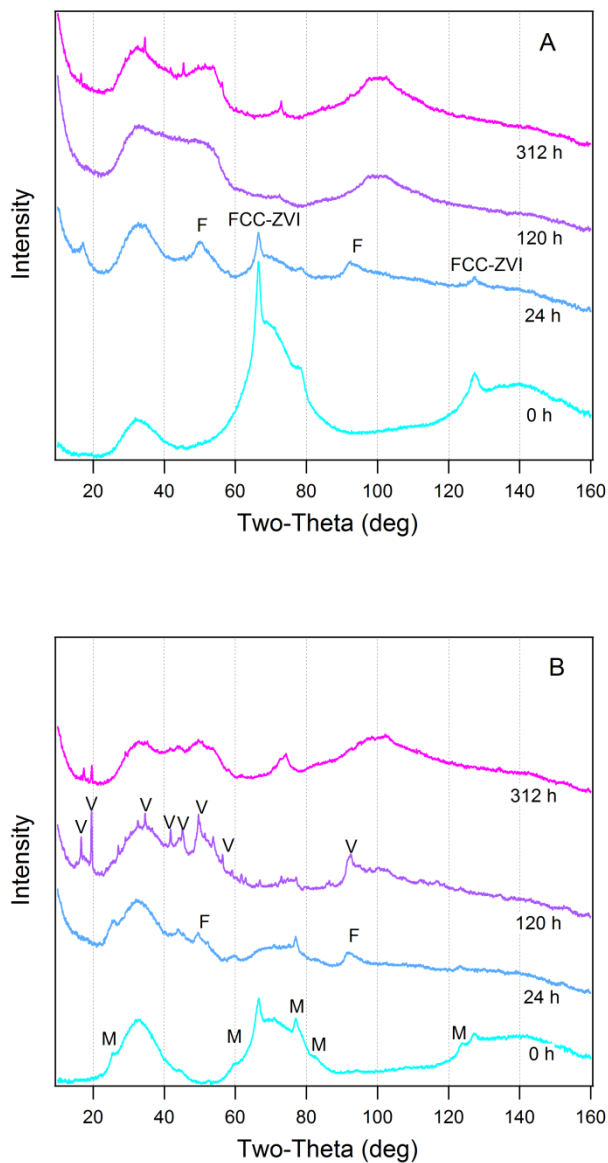 A
312 h
120 h
F
FCC-ZVI
F
FCC-ZVI
24 h
0 h
Intensity
20 40 60 80 100 120 140 160
Two-Theta (deg)
B
312 h
V
V
V
V
V
V
V
V
120 h
F
F
24 h
M
M
M
M
M
0 h
Intensity
20 40 60 80 100 120 140 160
Two-Theta (deg)